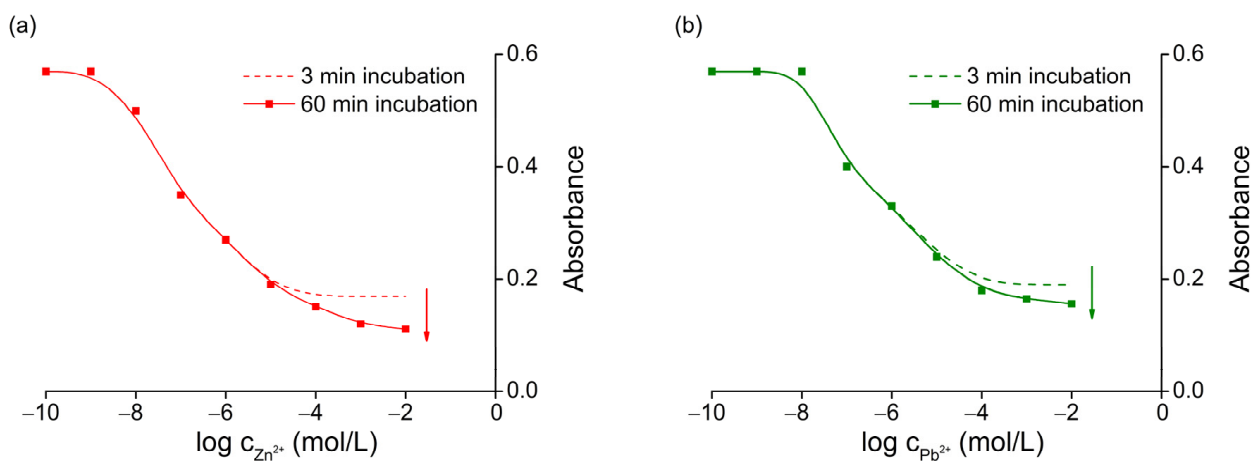 (a)
3 min incubation
60 min incubation
0.6
0.4
0.2
0.0
Absorbance
−10
−8
−6
−4
−2
0
log c Zn²⁺ (mol/L)
(b)
3 min incubation
60 min incubation
0.6
0.4
0.2
0.0
Absorbance
−10
−8
−6
−4
−2
0
log c Pb²⁺ (mol/L)